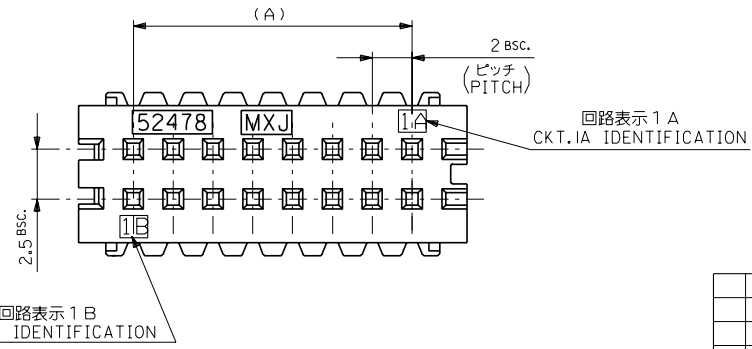 (A)
2 BSC.
(ピッチ
PITCH)
52478
MXJ
1A
回路表示1A
CKT.1A IDENTIFICATION
2.5 BSC.
1B
回路表示1B
IDENTIFICATION